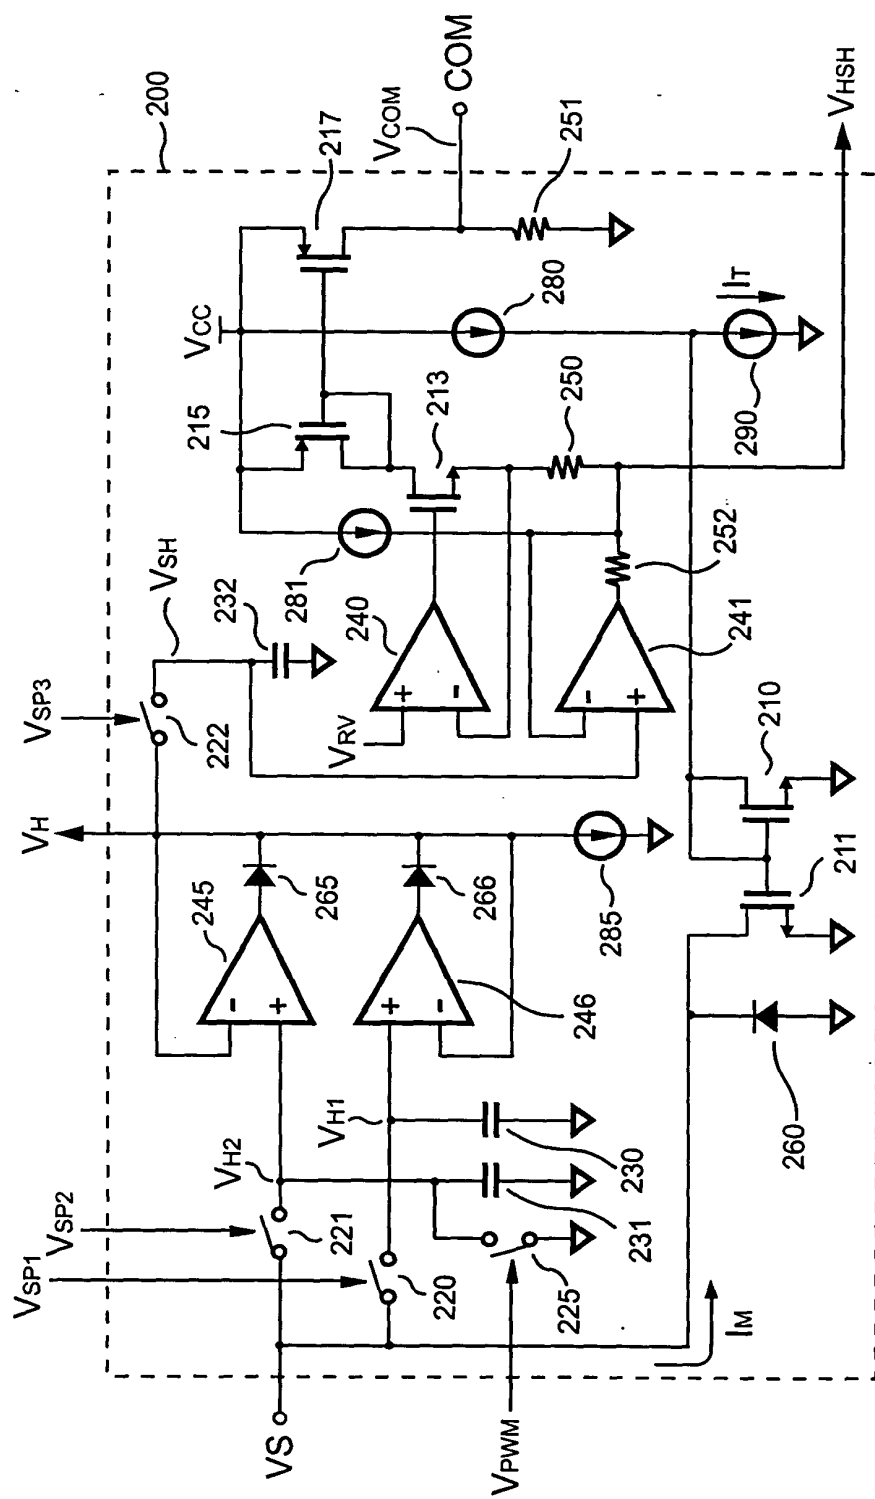 200
VCOM
COM
217
251
VCC
280
IT
290
VHSH
215
213
250
VSH
281
252
232
240
241
VSP3
222
VRV
210
VH
211
245
265
266
285
246
260
VH1
VH2
230
231
VSP2
221
VSP1
220
225
IM
VS
VPWM
+
-
-
+
-
+
+
-